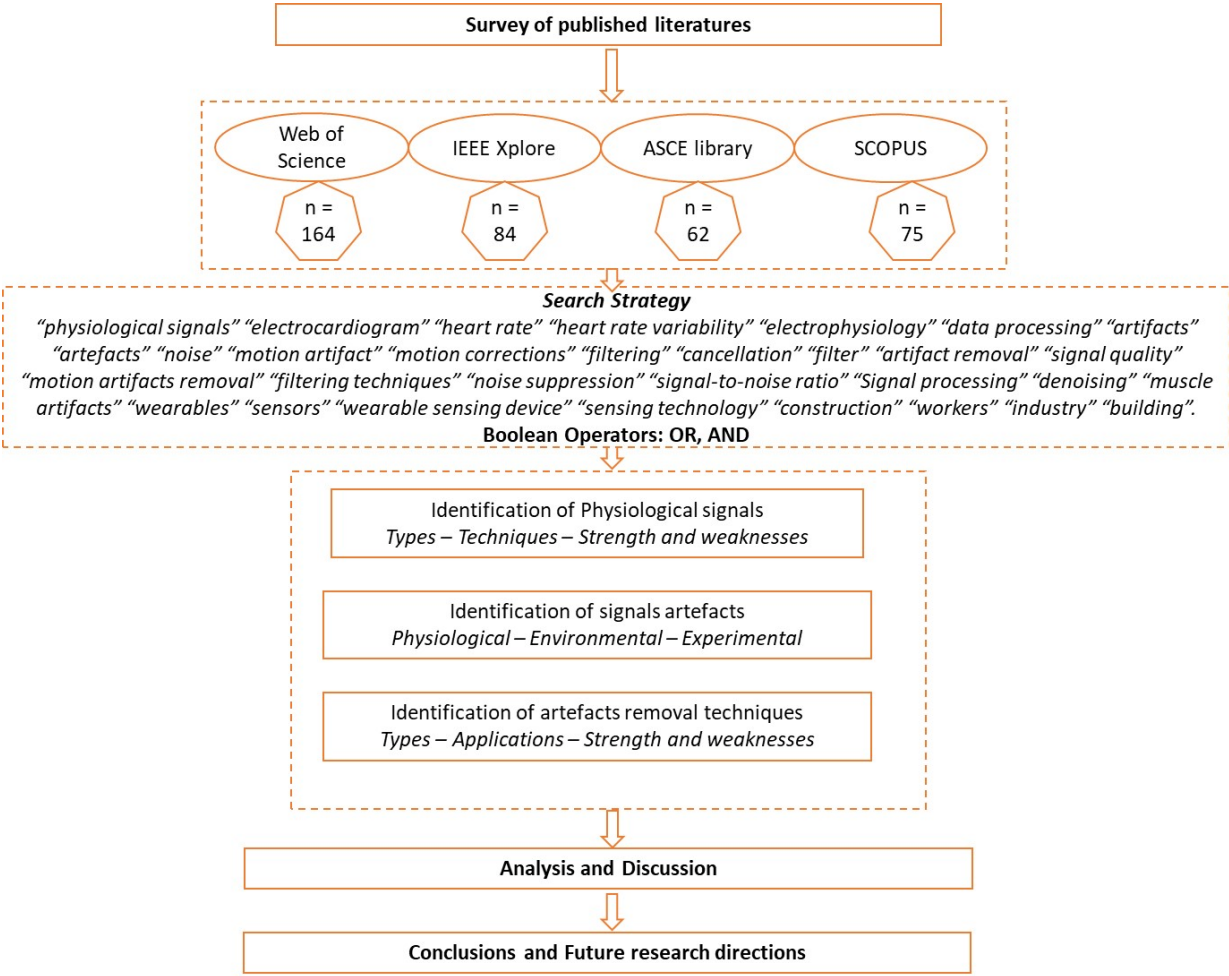 Survey of published literatures
Web of
Science
IEEE Xplore
ASCE library
SCOPUS
n =
164
n =
84
n =
62
n =
75
Search Strategy
“physiological signals” “electrocardiogram” “heart rate” “heart rate variability” “electrophysiology” “data processing” “artifacts”
“artefacts” “noise” “motion artifact” “motion corrections” “filtering” “cancellation” “filter” “artifact removal” “signal quality”
“motion artifacts removal” “filtering techniques” “noise suppression” “signal-to-noise ratio” “Signal processing” “denoising” “muscle
artifacts” “wearables” “sensors” “wearable sensing device” “sensing technology” “construction” “workers” “industry” “building”.
Boolean Operators: OR, AND
Identification of Physiological signals
Types – Techniques – Strength and weaknesses
Identification of signals artefacts
Physiological – Environmental – Experimental
Identification of artefacts removal techniques
Types – Applications – Strength and weaknesses
Analysis and Discussion
Conclusions and Future research directions